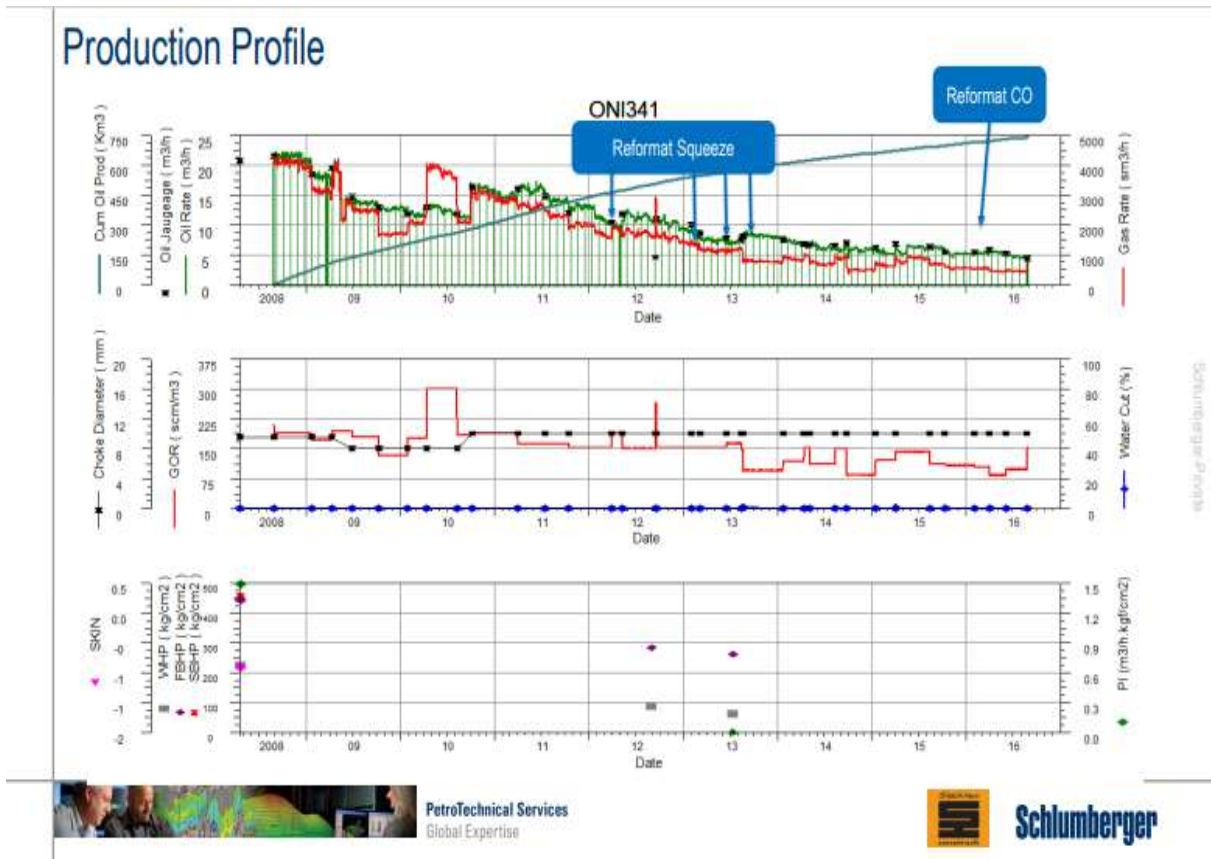 Production Profile
ONI341
Reformat CO
Reformat Squeeze
Cum Oil Prod ( Km3 )
Oil Jaugeage ( m3/h )
Oil Rate ( m3/h )
750
600
450
300
159
0
25
20
15
10
5
0
5000
4000
3000
2000
1000
0
Gas Rate ( sm3/h )
2008 09 10 11 12 13 14 15 16
Date
Choke Diameter ( mm )
GOR ( scm/m3 )
20
16
12
8
4
0
375
300
225
150
75
0
100
80
60
40
20
0
Water Cut (%)
2008 09 10 11 12 13 14 15 16
Date
SKIN
WHP ( kg/cm2 )
FBHP ( kg/cm2 )
SBHP ( kg/cm2 )
0.5
0.0
-0
-1
-1
-2
500
400
300
200
100
0
1.5
1.2
0.9
0.6
0.3
0.0
PI (m3/h.kgf/cm2)
2008 09 10 11 12 13 14 15 16
Date
Schlumberger-Private
PetroTechnical Services
Global Expertise
sonatrach
Schlumberger